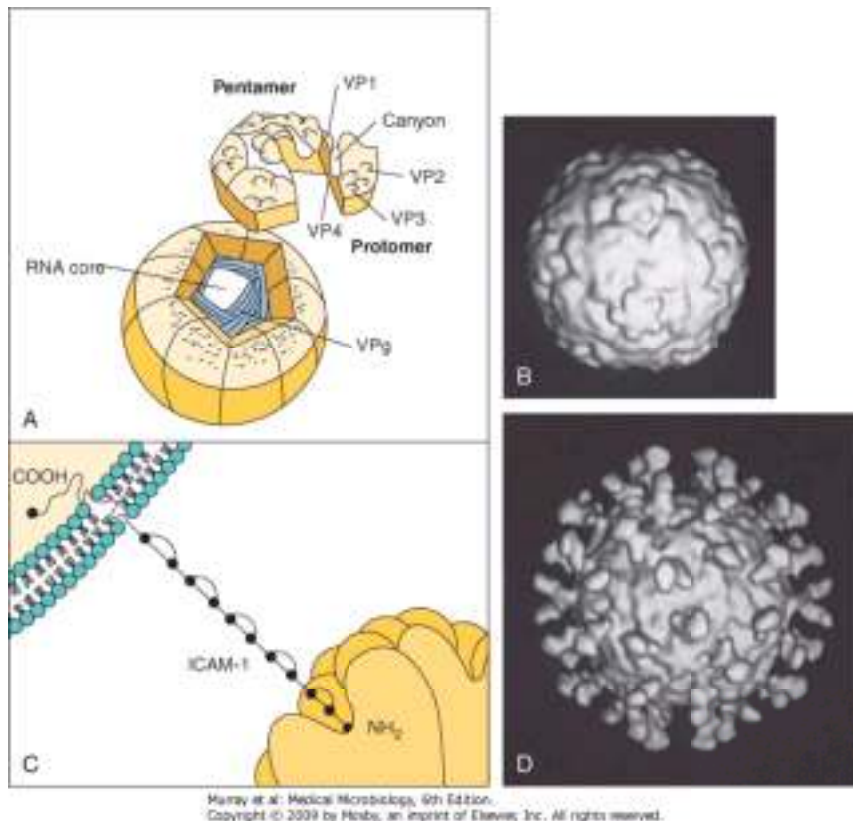 Pentamer
VP1
Canyon
VP2
VP3
VP4
Protomer
RNA core
VPg
A
B
COOH
ICAM-1
NH2
C
D
Murray et al: Medical Microbiology, 6th Edition.
Copyright © 2009 by Mosby, an imprint of Elsevier, Inc. All rights reserved.